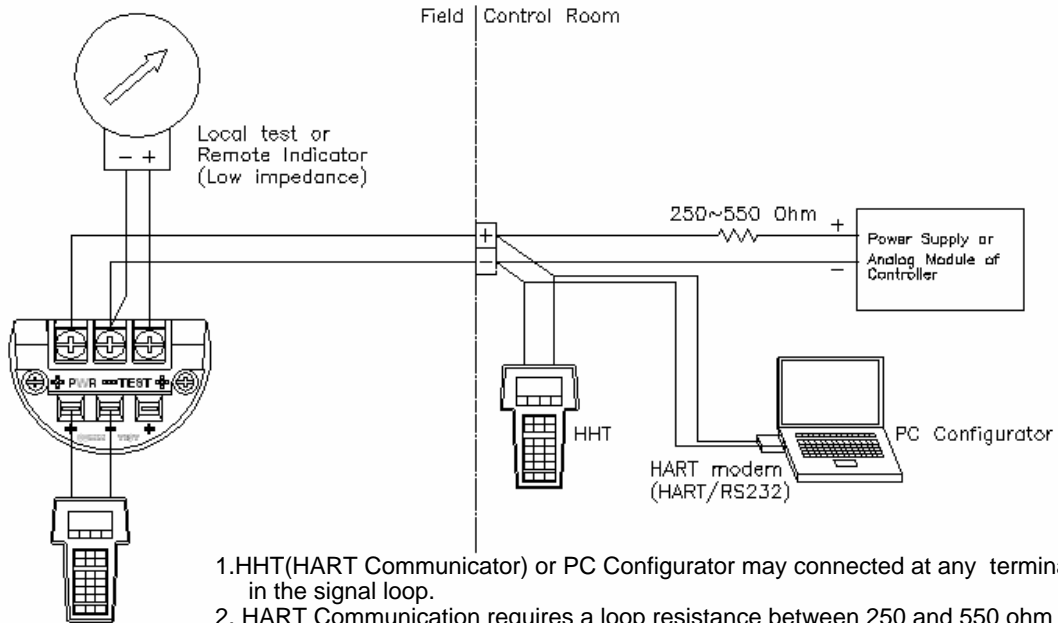 Field
Control Room
Local test or
Remote Indicator
(Low impedance)
- +
250~550 Ohm
+
-
+
-
Power Supply or
Analog Module of
Controller
+ PWR - TEST +
+ - +
HHT
PC Configurator
HART modem
(HART/RS232)
1.HHT(HART Communicator) or PC Configurator may connected at any termina
in the signal loop.
2. HART Communication requires a loop resistance between 250 and 550 ohm